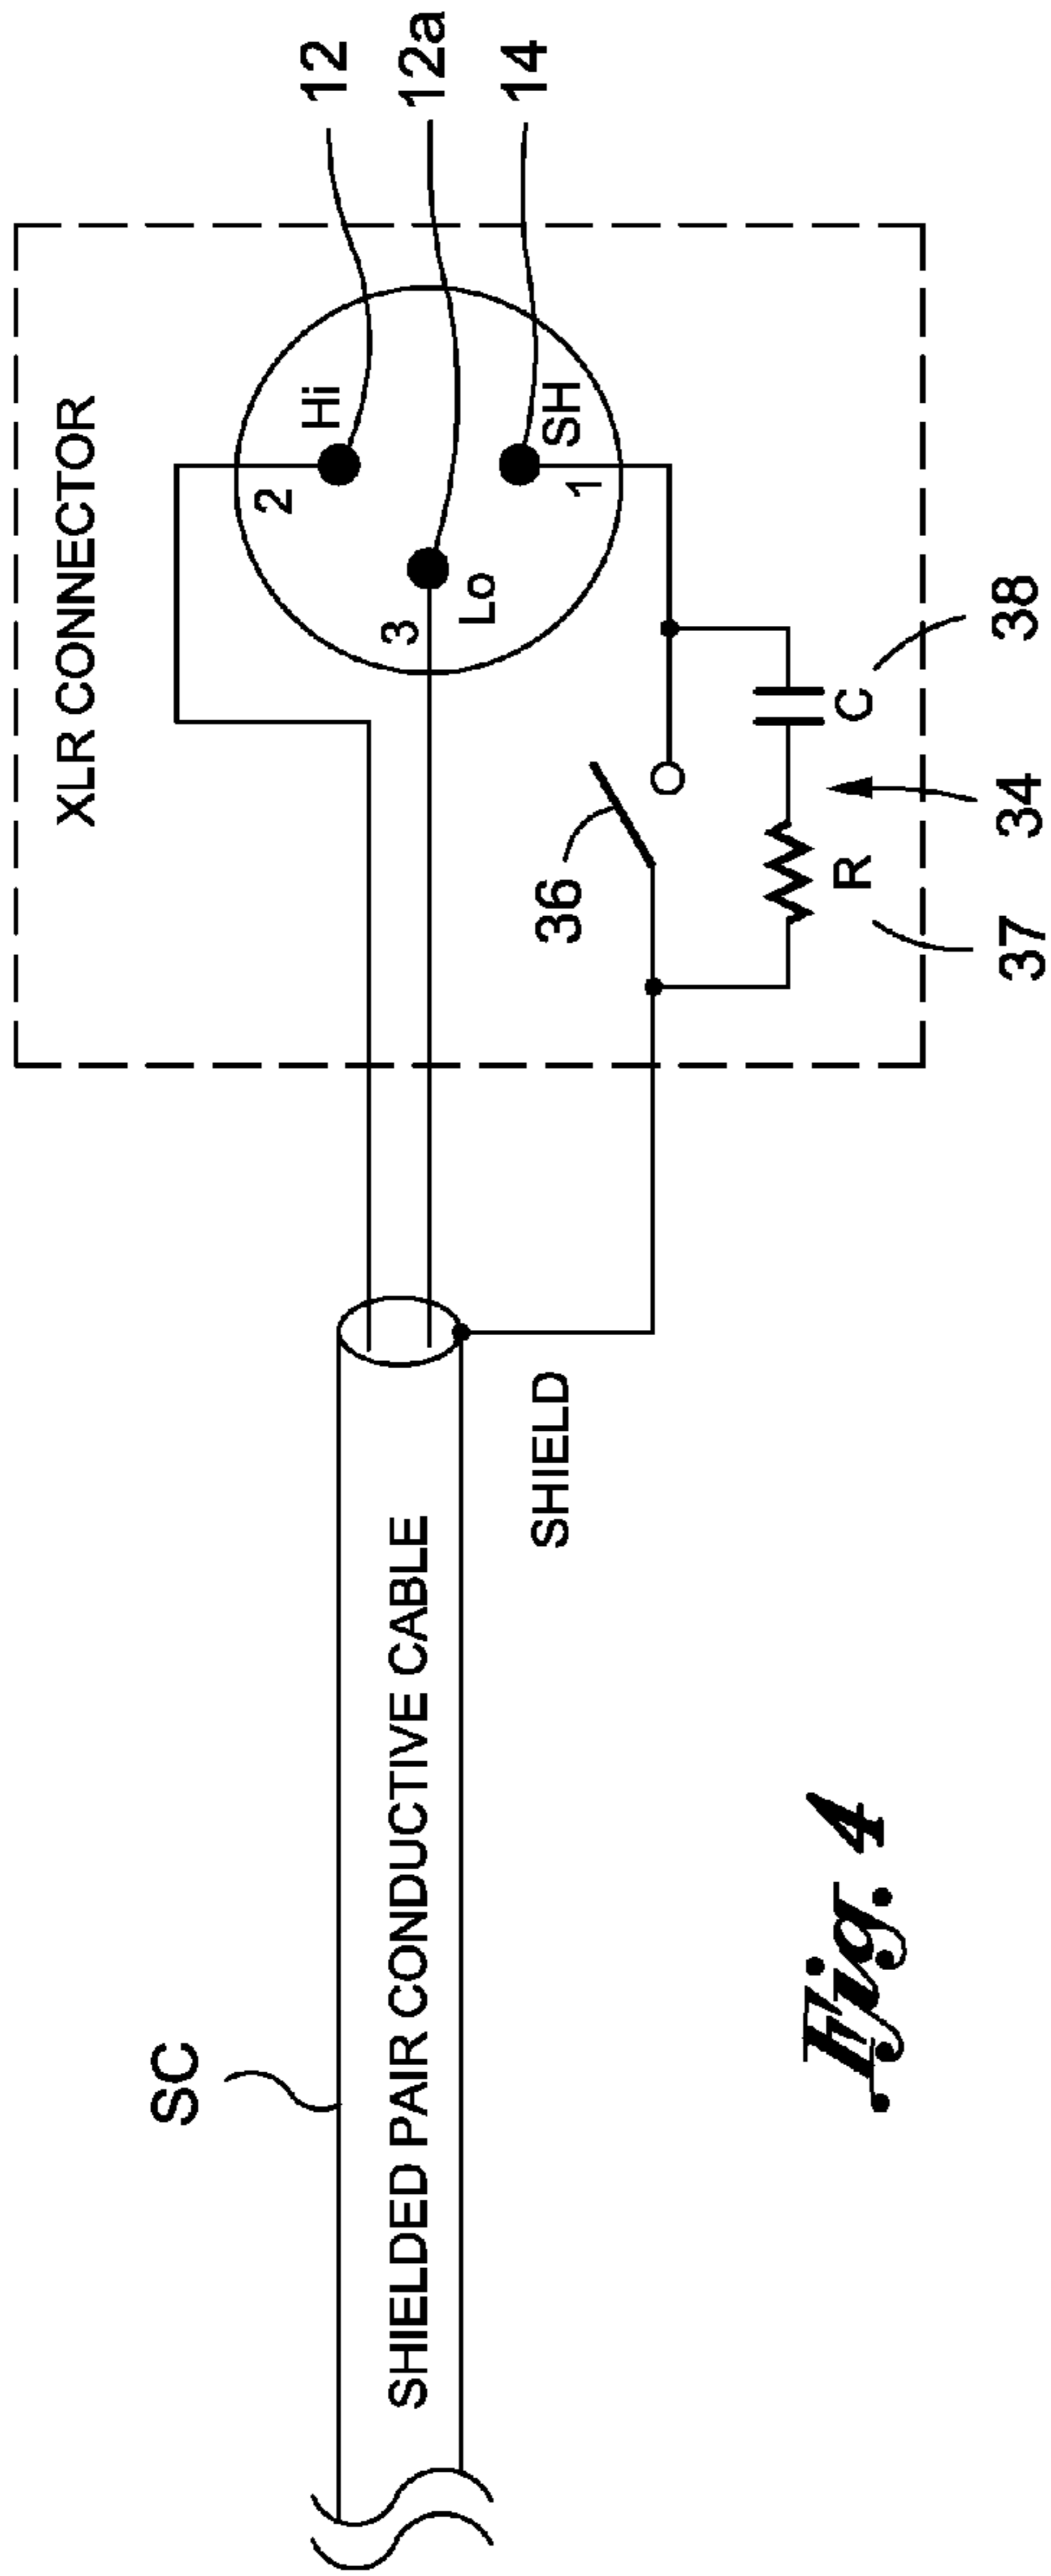 XLR CONNECTOR
12
12a
14
2
Hi
3
Lo
1
SH
36
C
R
38
34
37
SC
SHIELDED PAIR CONDUCTIVE CABLE
SHIELD
Fig. 4